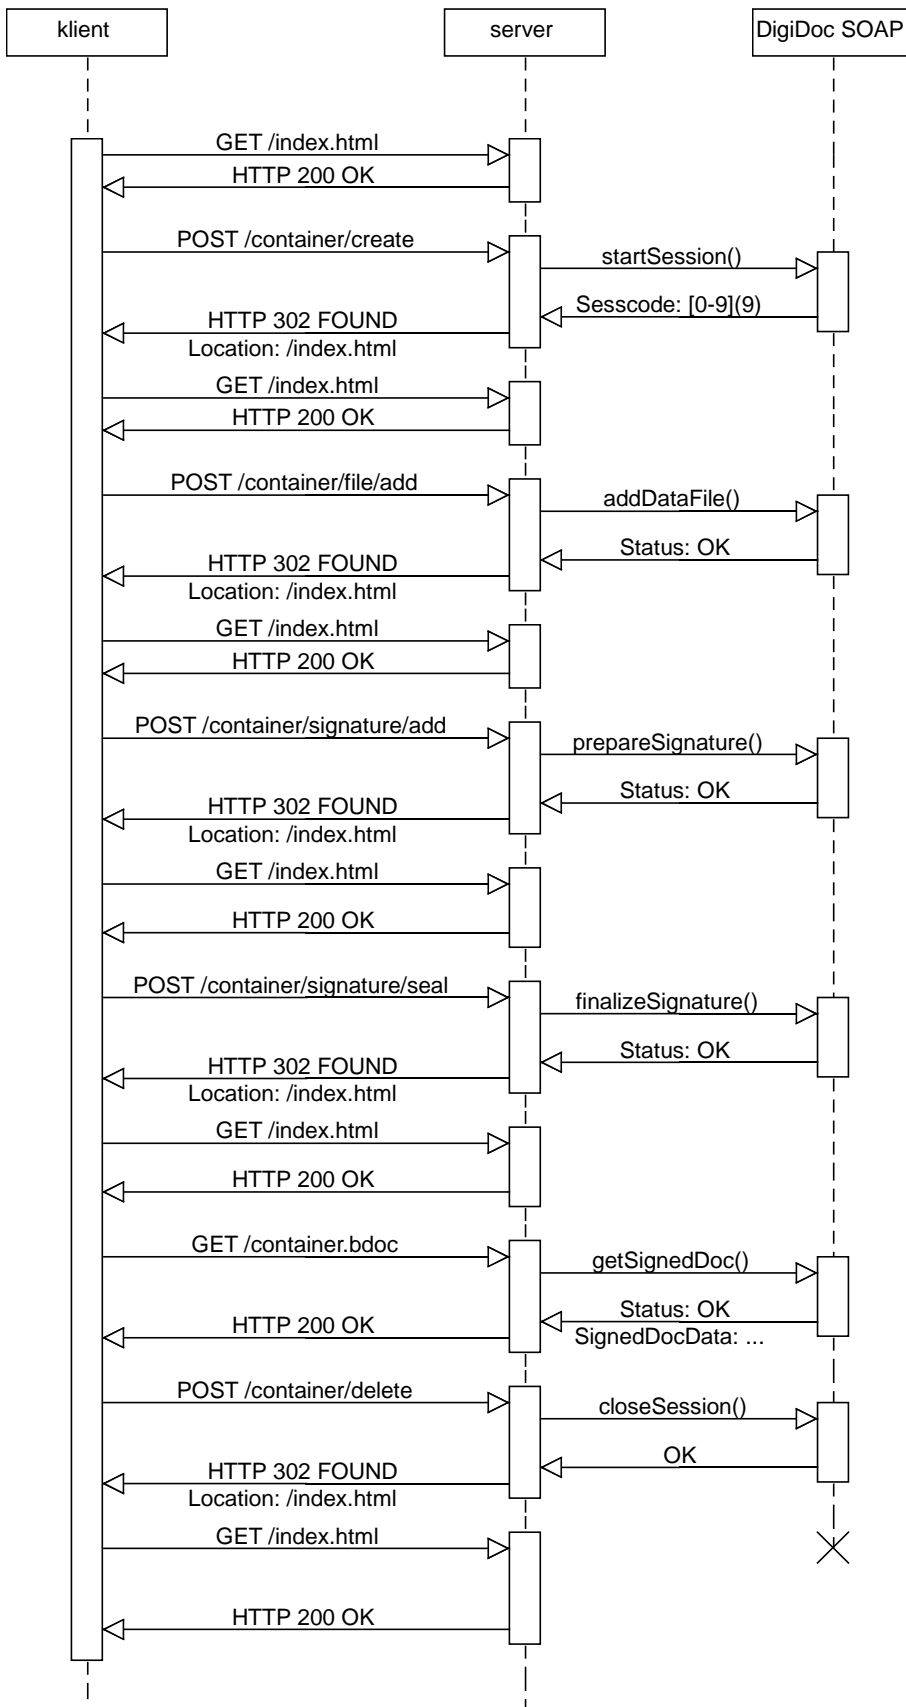 klient
server
DigiDoc SOAP
GET /index.html
HTTP 200 OK
POST /container/create
startSession()
Sesscode: [0-9](9)
HTTP 302 FOUND
Location: /index.html
GET /index.html
HTTP 200 OK
POST /container/file/add
addDataFile()
Status: OK
HTTP 302 FOUND
Location: /index.html
GET /index.html
HTTP 200 OK
POST /container/signature/add
prepareSignature()
Status: OK
HTTP 302 FOUND
Location: /index.html
GET /index.html
HTTP 200 OK
POST /container/signature/seal
finalizeSignature()
Status: OK
HTTP 302 FOUND
Location: /index.html
GET /index.html
HTTP 200 OK
GET /container.bdoc
getSignedDoc()
Status: OK
SignedDocData: ...
HTTP 200 OK
POST /container/delete
closeSession()
OK
HTTP 302 FOUND
Location: /index.html
GET /index.html
HTTP 200 OK